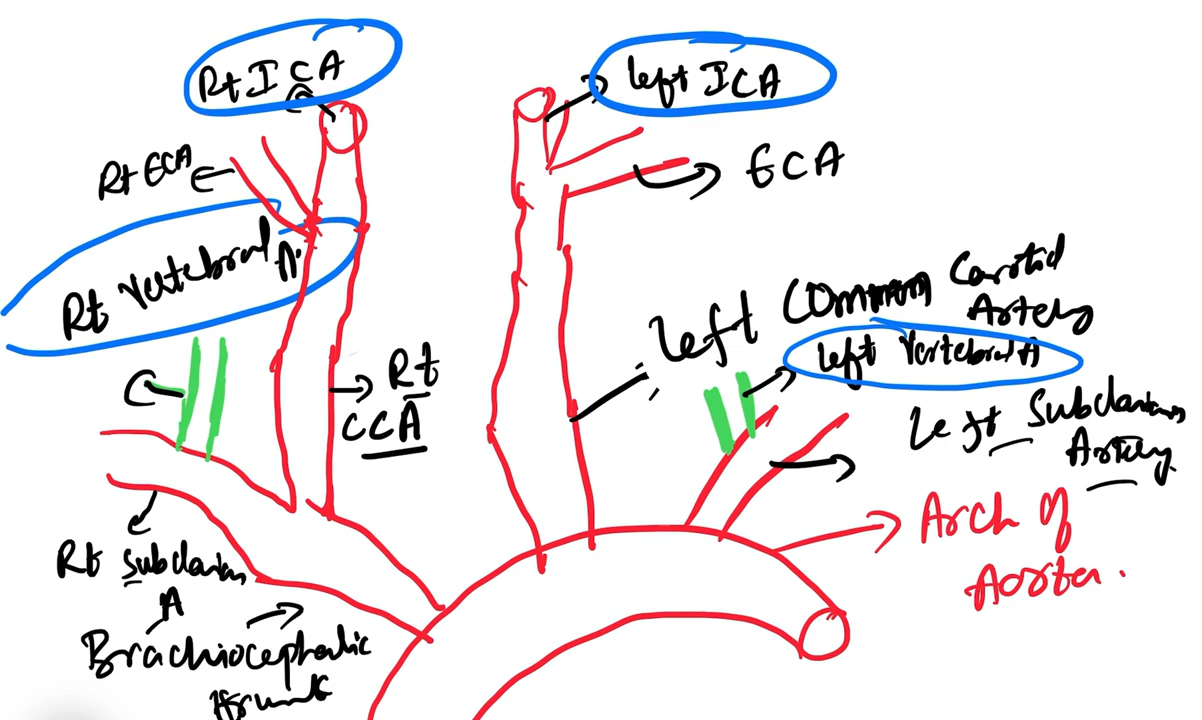 Rt ICA
left ICA
Rt ECA
ECA
Rt Vertebral A.
left Common Carotid
Artery
left Vertebral A
Rt
CCA
Left Subclavian
Artery
Arch of
Aorta.
Rt Subclavian
A
Brachiocephalic
trunk